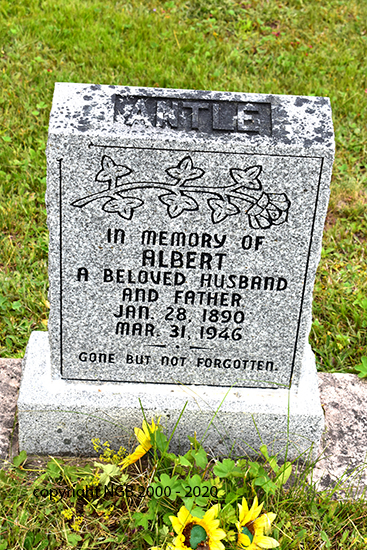 ANTLE
IN MEMORY OF
ALBERT
A BELOVED HUSBAND
AND FATHER
JAN. 28, 1890
MAR. 31, 1946
GONE BUT NOT FORGOTTEN.
copyright NGB 2000 - 2020